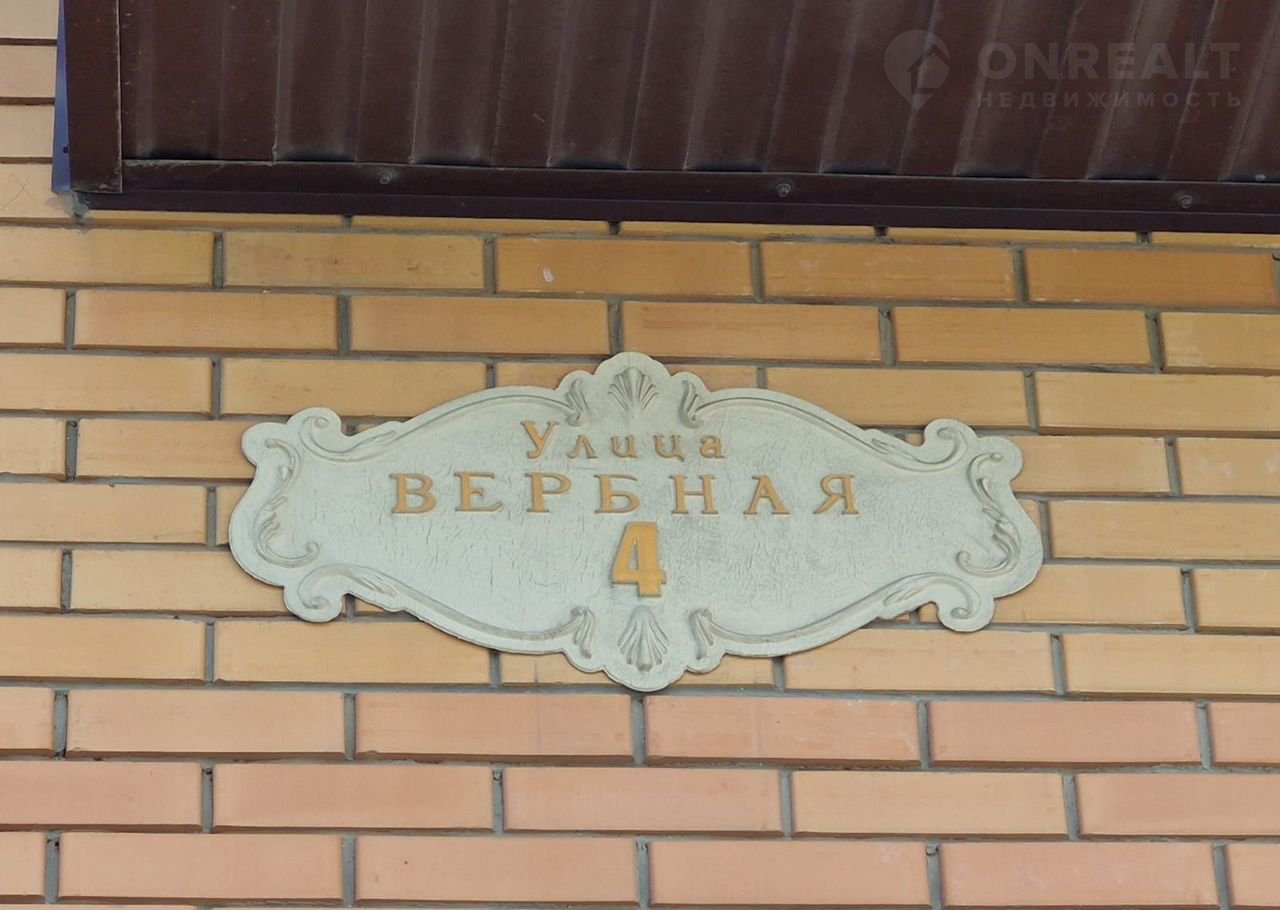 ONREALT
НЕДВИЖИМОСТЬ
Улица
ВЕРБНАЯ
4